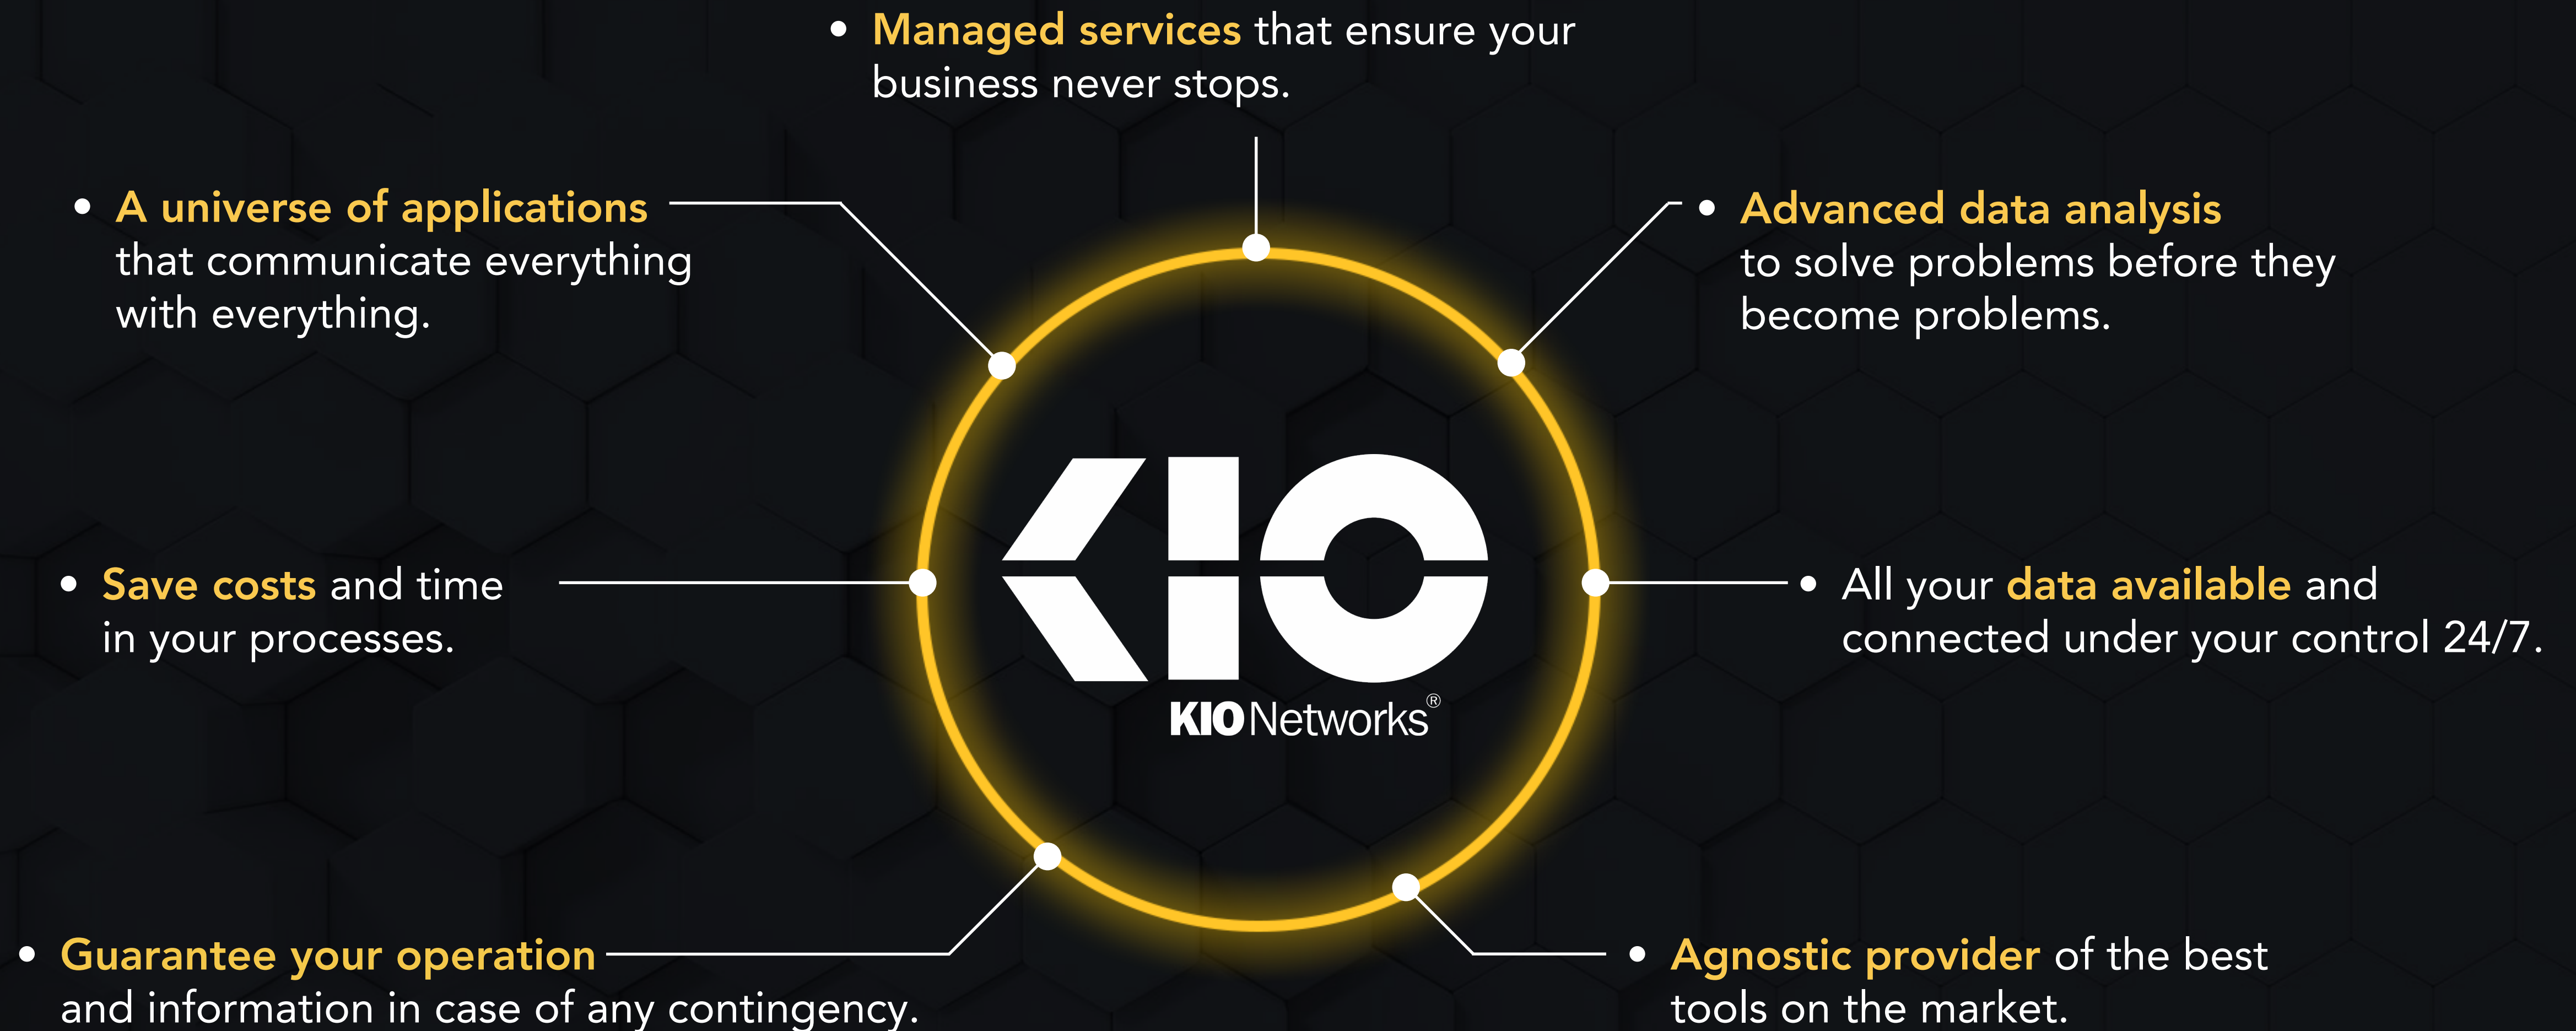 • Managed services that ensure your
business never stops.
• A universe of applications
that communicate everything
with everything.
• Advanced data analysis
to solve problems before they
become problems.
KIO
KIO Networks®
• Save costs and time
in your processes.
• All your data available and
connected under your control 24/7.
• Guarantee your operation
and information in case of any contingency.
• Agnostic provider of the best
tools on the market.